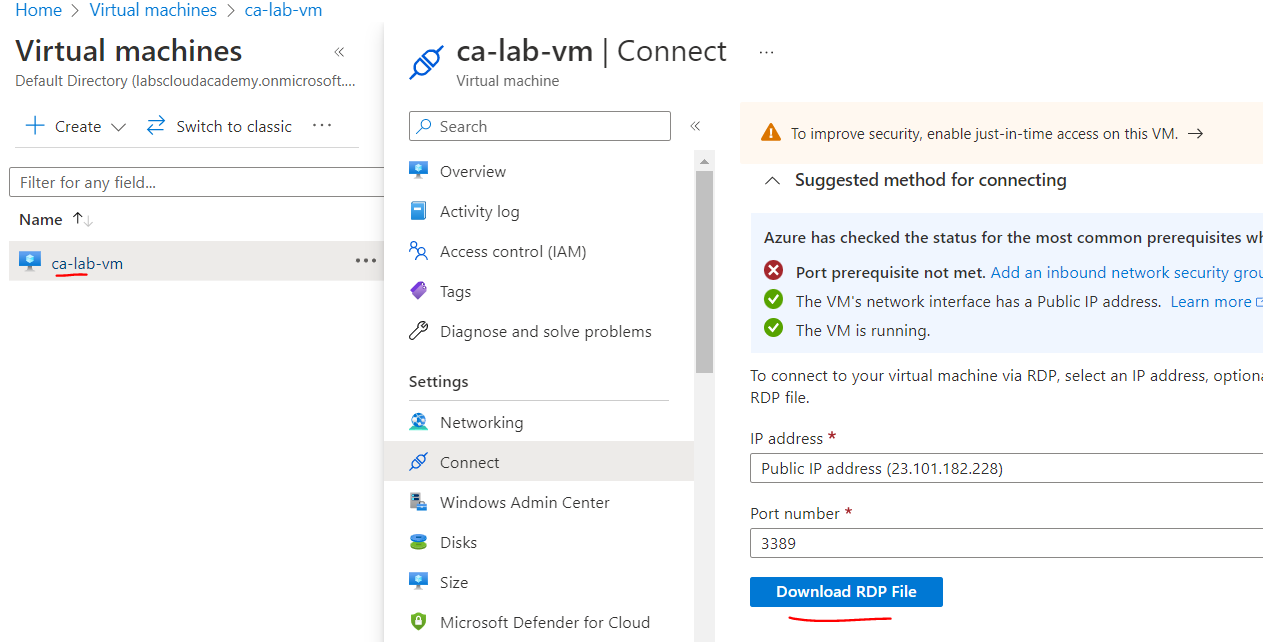 Home > Virtual machines > ca-lab-vm
Virtual machines «
Default Directory (labscloudacademy.onmicrosoft....
+ Create Switch to classic ...
Filter for any field...
Name ↑↓
ca-lab-vm ...
ca-lab-vm | Connect ...
Virtual machine
Search «
Overview
Activity log
Access control (IAM)
Tags
Diagnose and solve problems
Settings
Networking
Connect
Windows Admin Center
Disks
Size
Microsoft Defender for Cloud
To improve security, enable just-in-time access on this VM. →
Suggested method for connecting
Azure has checked the status for the most common prerequisites wh
Port prerequisite not met. Add an inbound network security grou
The VM's network interface has a Public IP address. Learn more
The VM is running.
To connect to your virtual machine via RDP, select an IP address, optiona
RDP file.
IP address *
Public IP address (23.101.182.228)
Port number *
3389
Download RDP File